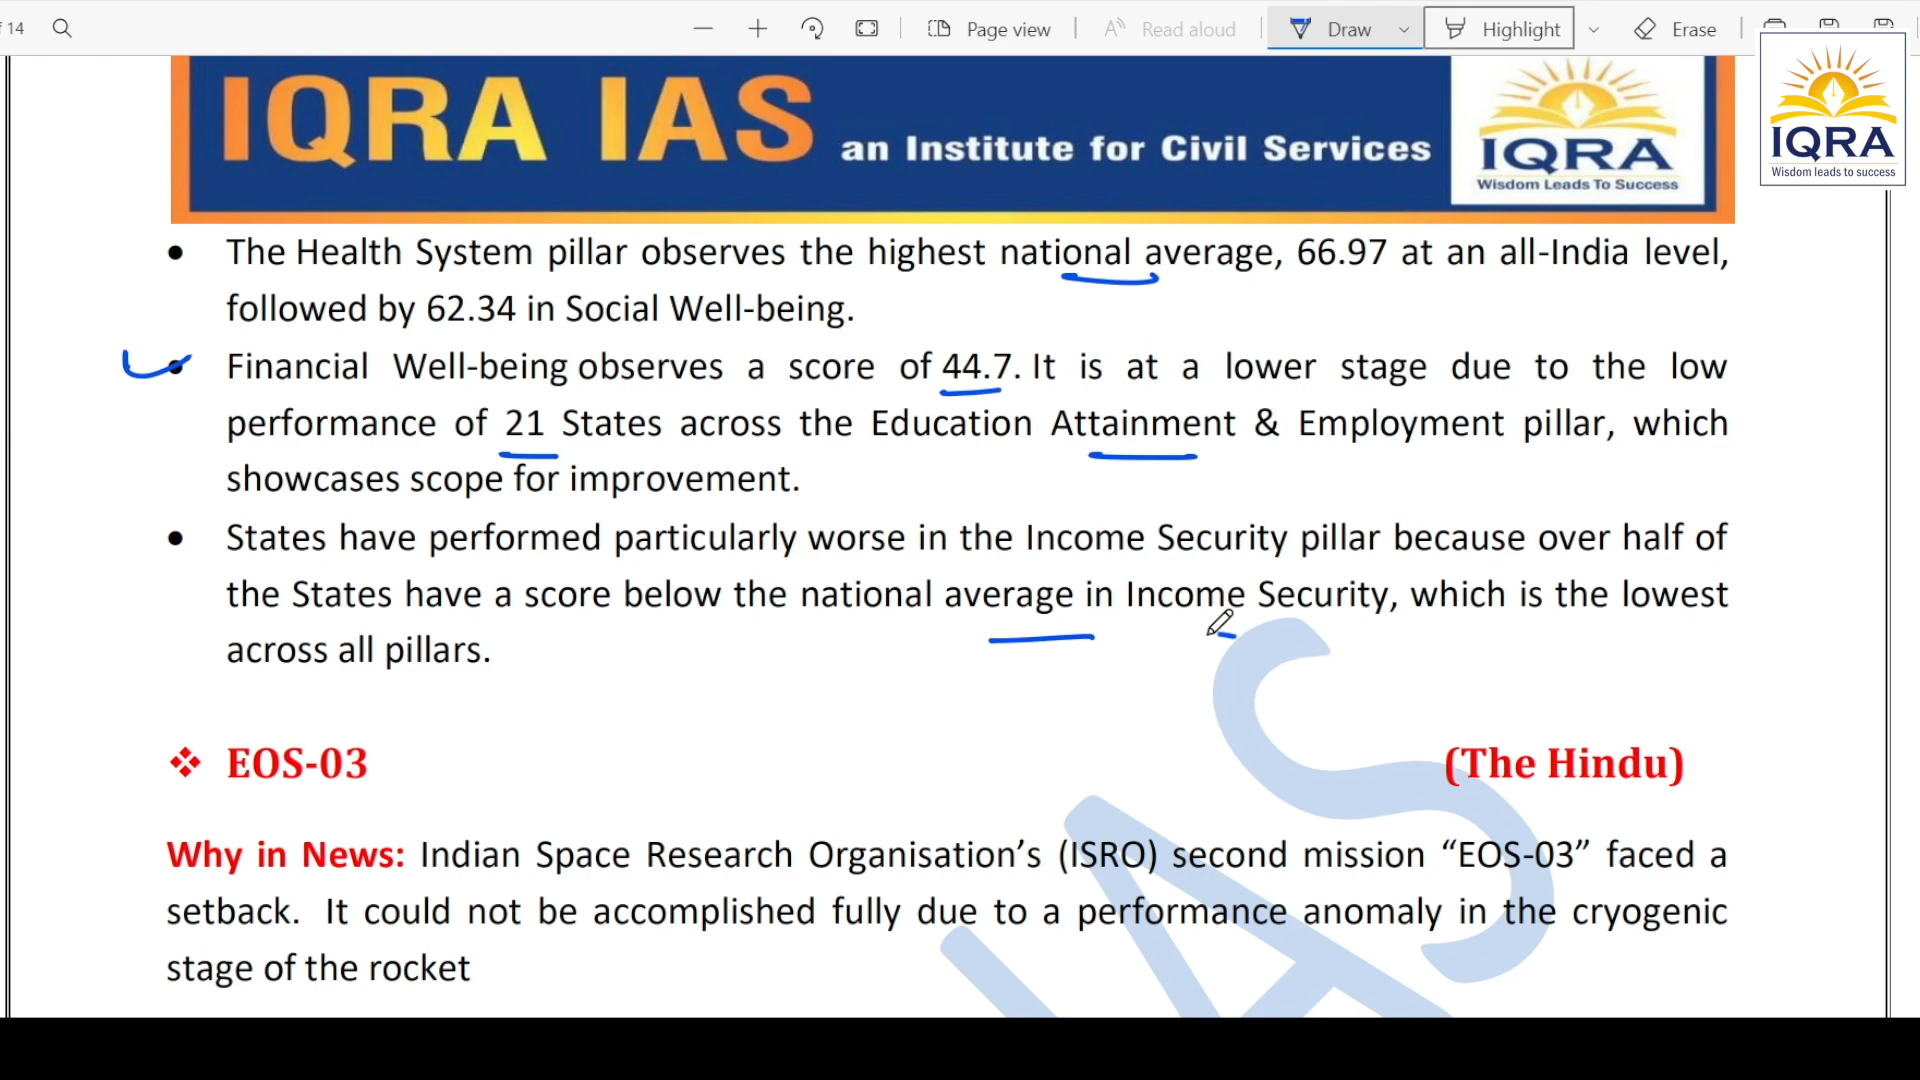 f 14 Page view Read aloud Draw Highlight Erase
IQRA IAS an Institute for Civil Services
IQRA
Wisdom Leads To Success
IQRA
Wisdom leads to success
• The Health System pillar observes the highest national average, 66.97 at an all-India level,
followed by 62.34 in Social Well-being.
• Financial Well-being observes a score of 44.7. It is at a lower stage due to the low
performance of 21 States across the Education Attainment & Employment pillar, which
showcases scope for improvement.
• States have performed particularly worse in the Income Security pillar because over half of
the States have a score below the national average in Income Security, which is the lowest
across all pillars.
❖ EOS-03 (The Hindu)
Why in News: Indian Space Research Organisation’s (ISRO) second mission “EOS-03” faced a
setback. It could not be accomplished fully due to a performance anomaly in the cryogenic
stage of the rocket
IAS